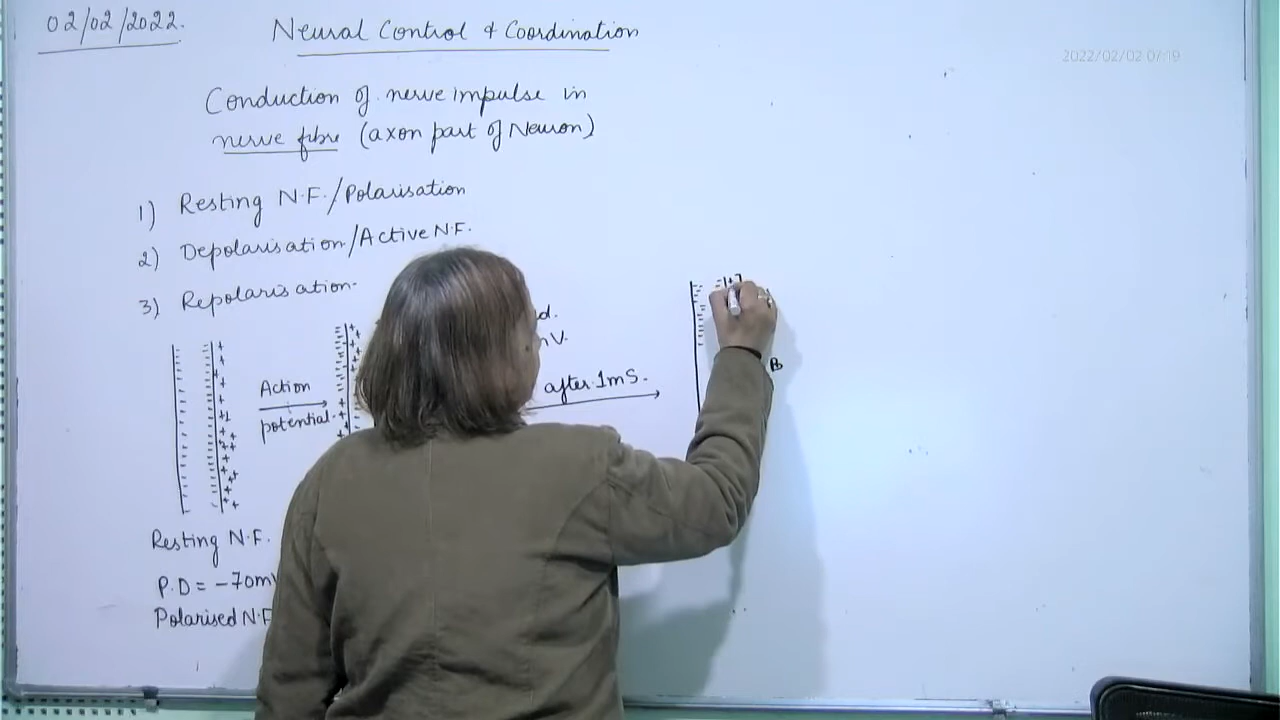 02/02/2022.
Neural Control & Coordination
2022/02/02 07:19
Conduction of nerve impulse in
nerve fibre (axon part of Neuron)
1) Resting N.F./Polarisation
2) Depolarisation/Active N.F.
3) Repolarisation
Action
potential
after 1mS.
B
Resting N.F.
P.D = -70m
Polarised N.F